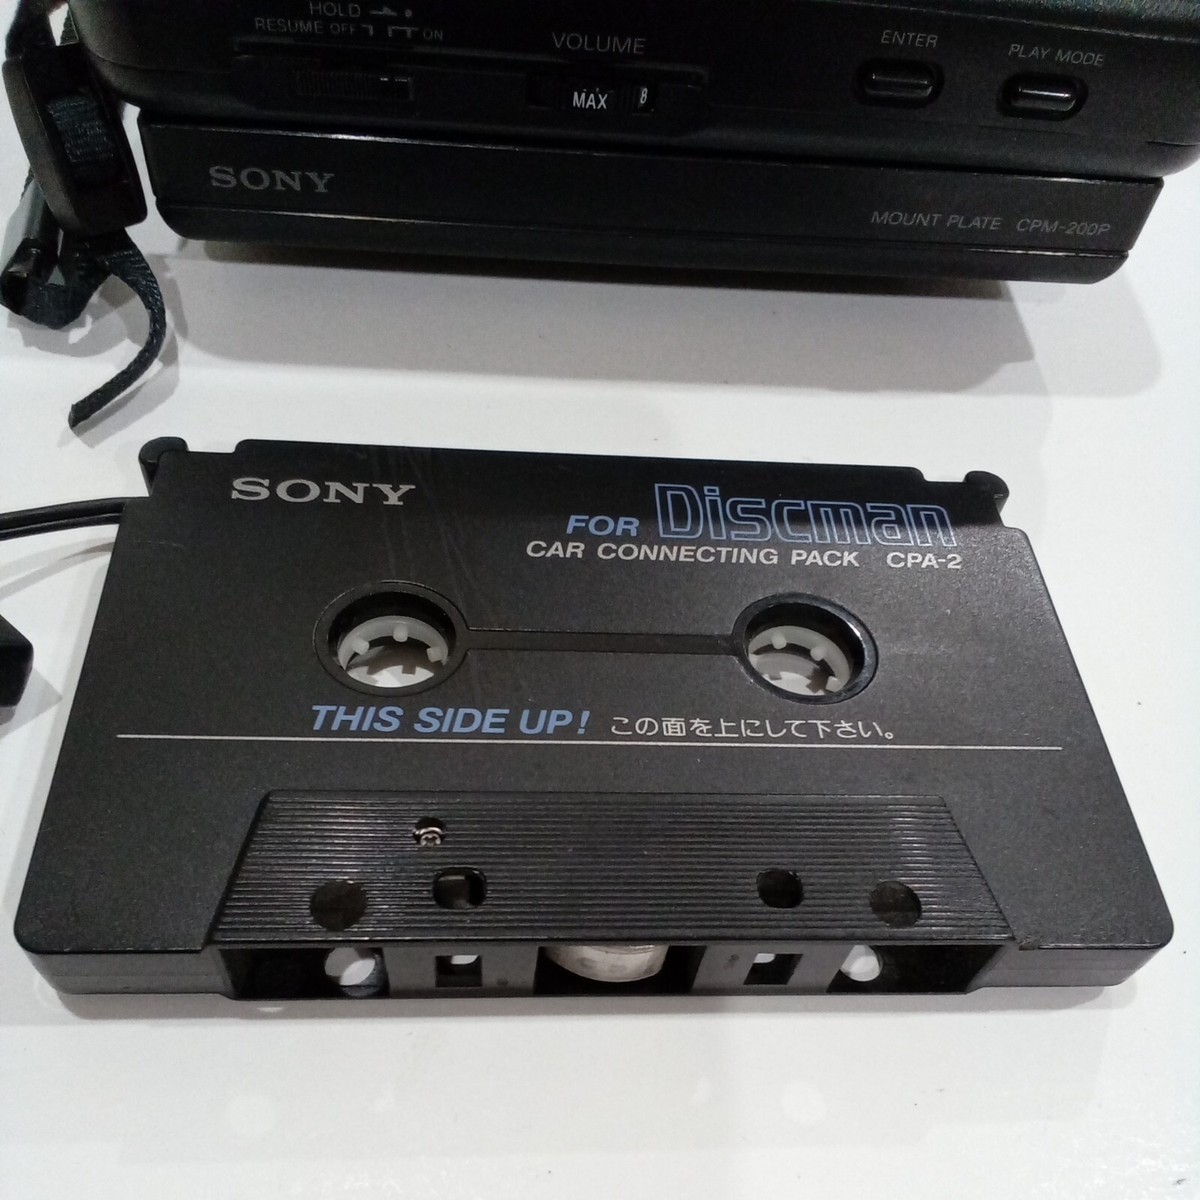 HOLD
RESUME OFF ON
VOLUME
MAX 8
ENTER
PLAY MODE
SONY
MOUNT PLATE CPM-200P
SONY
FOR Discman
CAR CONNECTING PACK CPA-2
THIS SIDE UP! この面を上にして下さい。